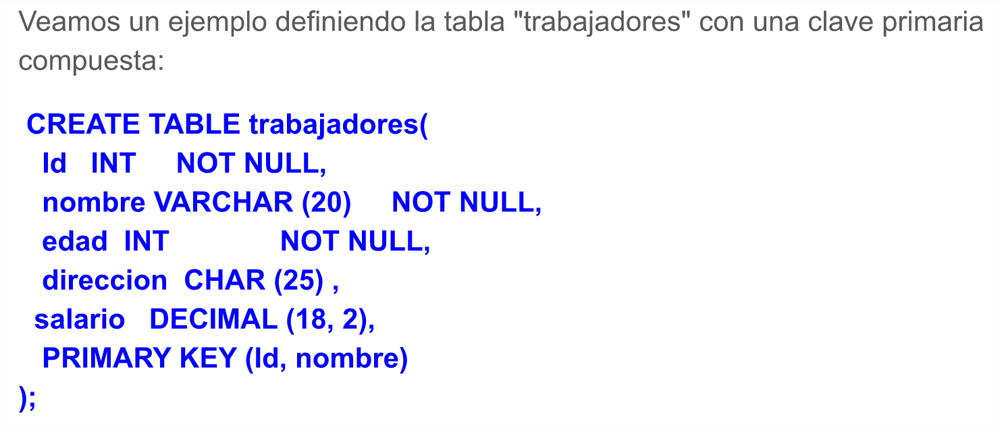 Veamos un ejemplo definiendo la tabla "trabajadores" con una clave primaria
compuesta:
CREATE TABLE trabajadores(
Id INT NOT NULL,
nombre VARCHAR (20) NOT NULL,
edad INT NOT NULL,
direccion CHAR (25) ,
salario DECIMAL (18, 2),
PRIMARY KEY (Id, nombre)
);